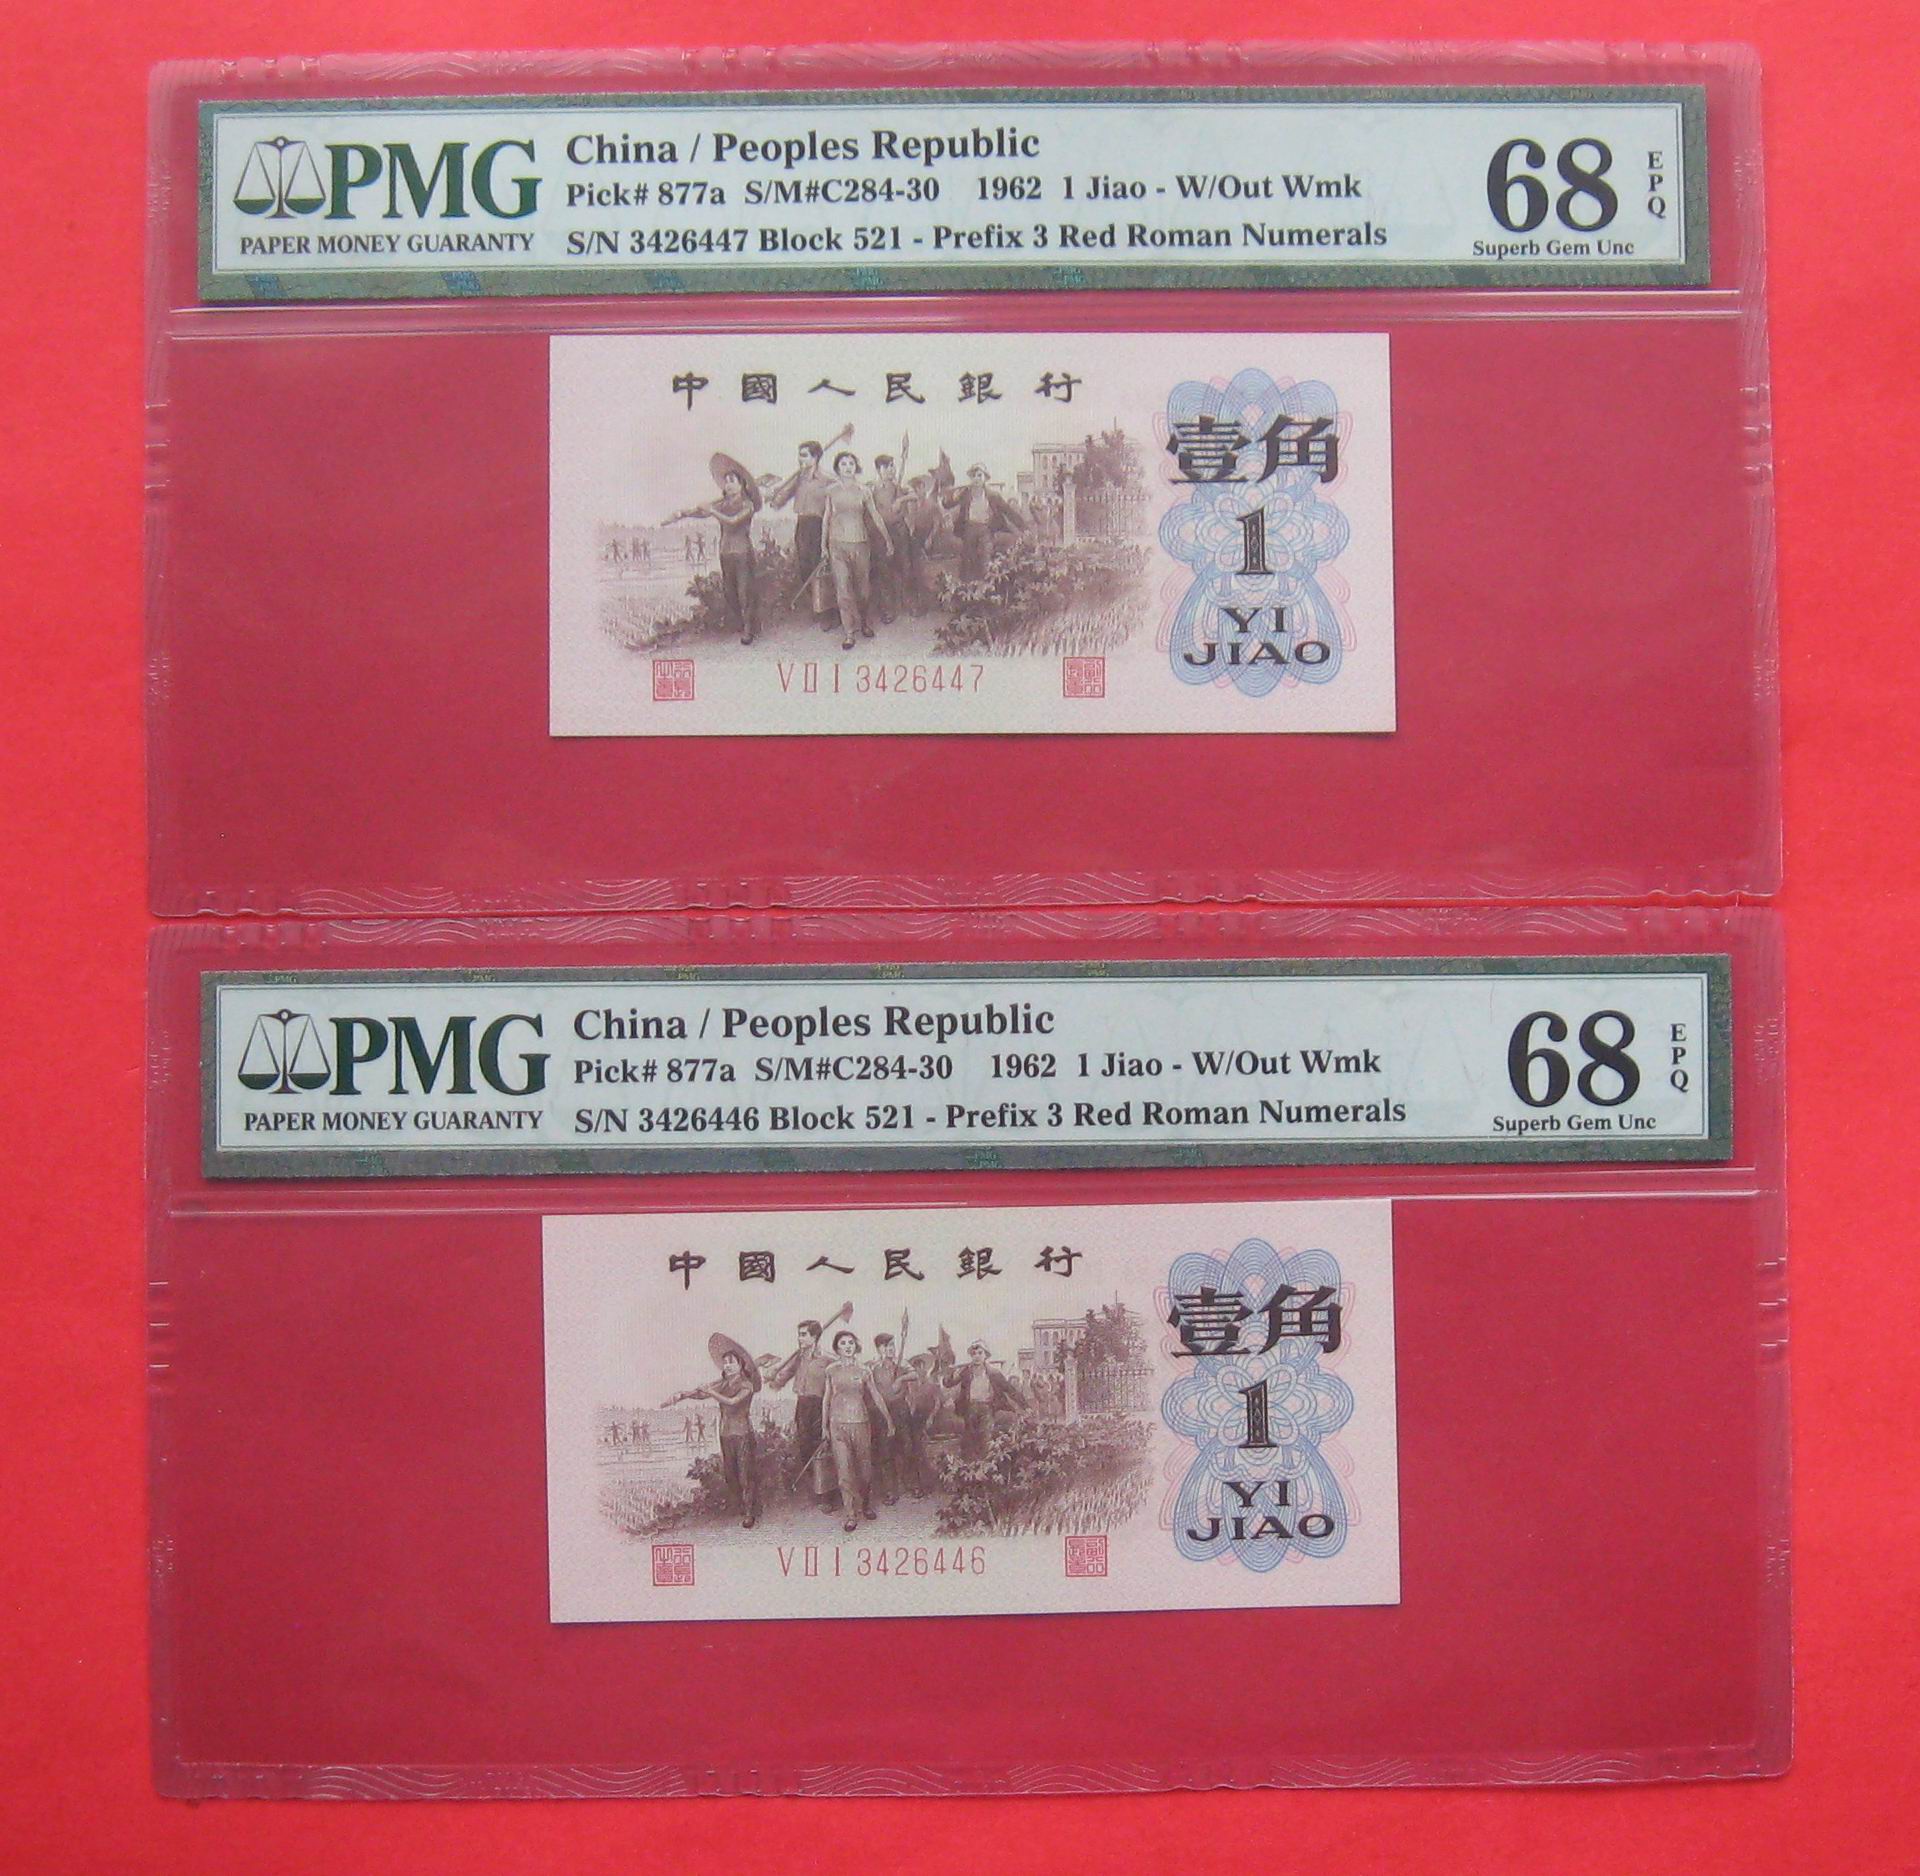 PMG
PAPER MONEY GUARANTY
China / Peoples Republic
Pick# 877a S/M#C284-30 1962 1 Jiao - W/Out Wmk
S/N 3426447 Block 521 - Prefix 3 Red Roman Numerals
68
EPQ
Superb Gem Unc
中國人民銀行
壹角
1
YI
JIAO
V II I 3426447
PMG
PAPER MONEY GUARANTY
China / Peoples Republic
Pick# 877a S/M#C284-30 1962 1 Jiao - W/Out Wmk
S/N 3426446 Block 521 - Prefix 3 Red Roman Numerals
68
EPQ
Superb Gem Unc
中國人民銀行
壹角
1
YI
JIAO
V II I 3426446